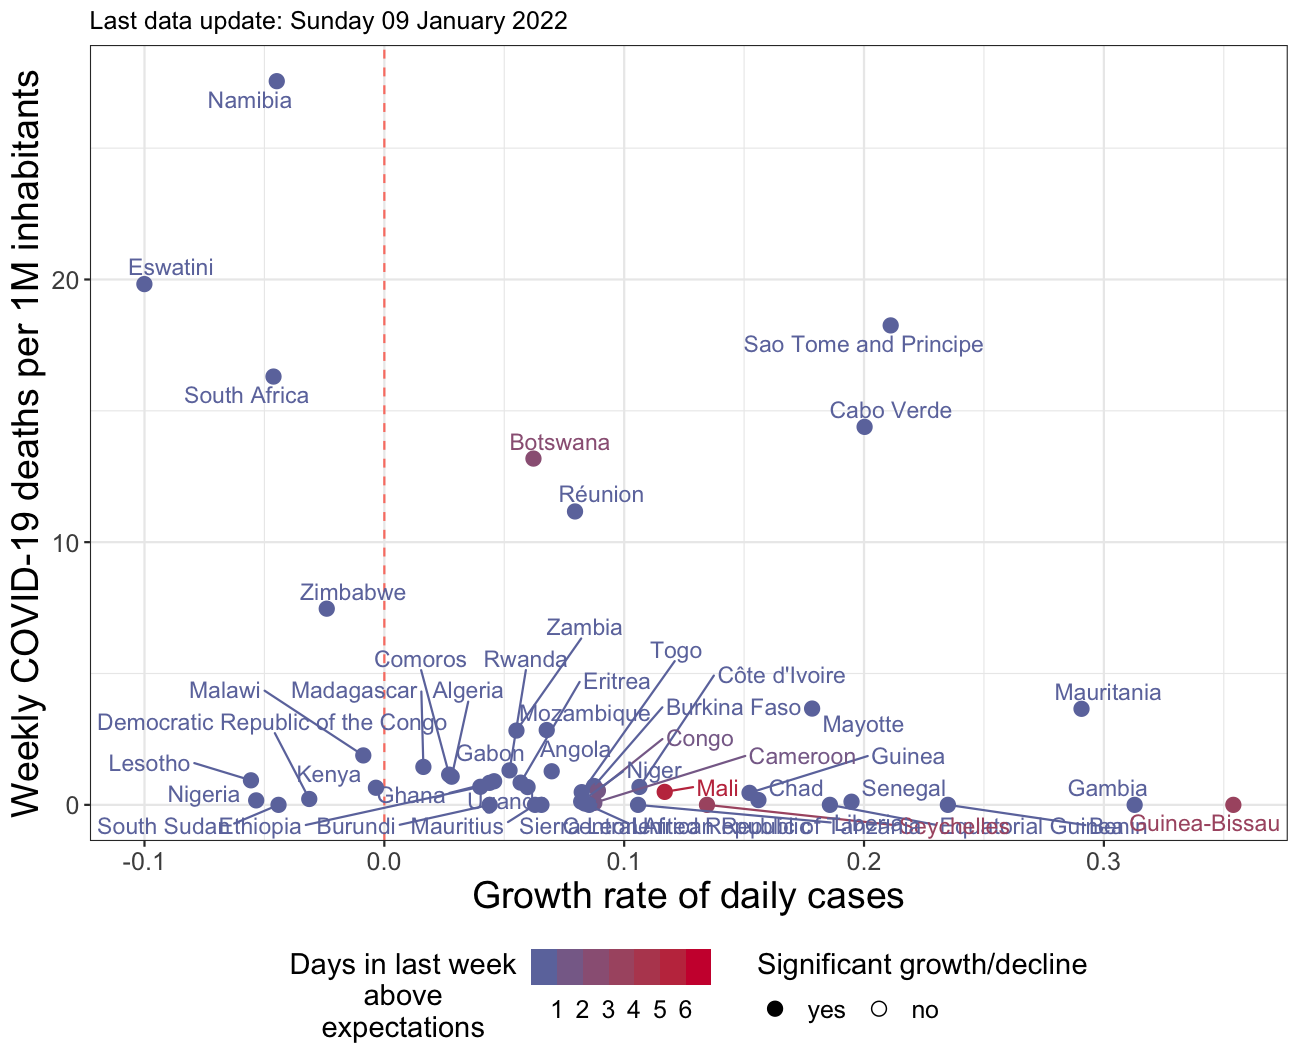 Last data update: Sunday 09 January 2022
Weekly COVID-19 deaths per 1M inhabitants
20
10
0
Namibia
Eswatini
South Africa
Sao Tome and Principe
Cabo Verde
Botswana
Réunion
Zimbabwe
Zambia
Togo
Comoros
Rwanda
Eritrea
Côte d'Ivoire
Malawi
Madagascar
Algeria
Mauritania
Democratic Republic of the Congo
Mozambique
Burkina Faso
Mayotte
Congo
Gabon
Angola
Cameroon
Guinea
Lesotho
Kenya
Niger
Nigeria
Ghana
Mali
Chad
Senegal
Gambia
South Sudan
Ethiopia
Burundi
Mauritius
Seychelles
Equatorial Guinea
Benin
Guinea-Bissau
-0.1
0.0
0.1
0.2
0.3
Growth rate of daily cases
Days in last week
above
expectations
1 2 3 4 5 6
Significant growth/decline
yes
no